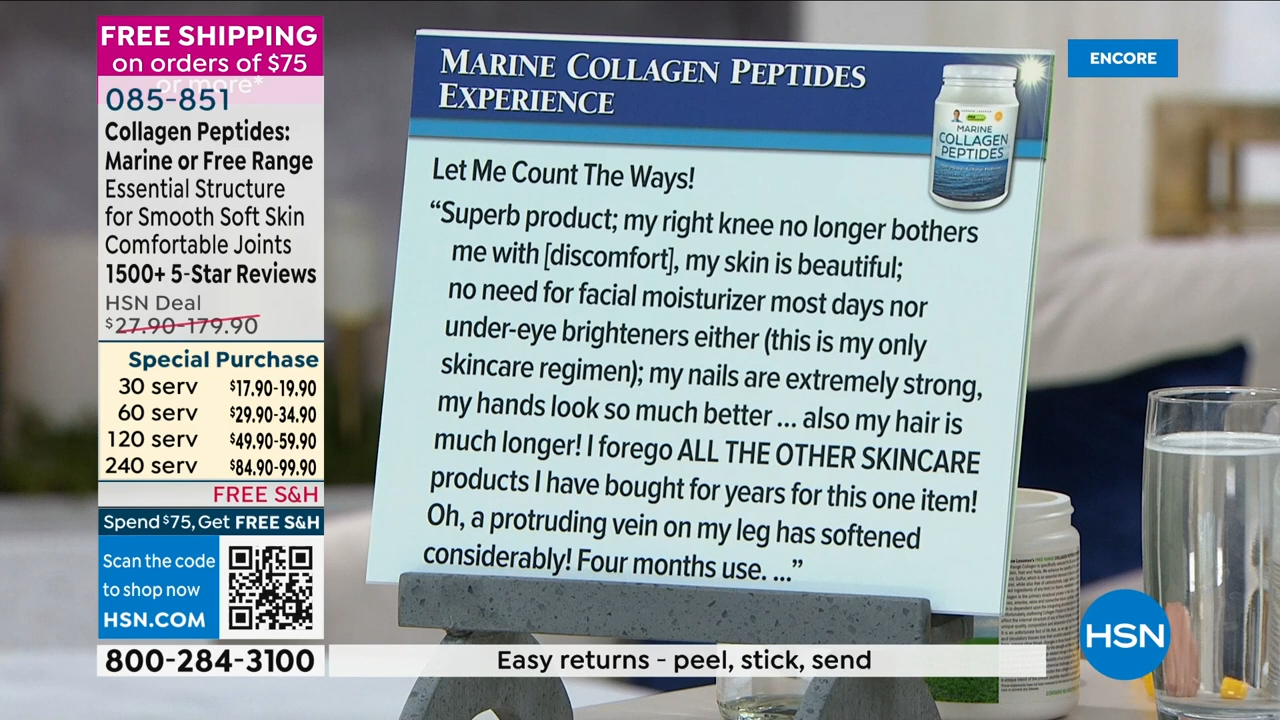 FREE SHIPPING
on orders of $75
or more*
085-851
Collagen Peptides:
Marine or Free Range
Essential Structure
for Smooth Soft Skin
Comfortable Joints
1500+ 5-Star Reviews
HSN Deal
$27.90-179.90
Special Purchase
30 serv $17.90-19.90
60 serv $29.90-34.90
120 serv $49.90-59.90
240 serv $84.90-99.90
FREE S&H
Spend $75, Get FREE S&H
Scan the code
to shop now
HSN.COM
800-284-3100
Easy returns - peel, stick, send
ENCORE
MARINE COLLAGEN PEPTIDES
EXPERIENCE
MARINE
COLLAGEN
PEPTIDES
Let Me Count The Ways!
“Superb product; my right knee no longer bothers
me with [discomfort], my skin is beautiful;
no need for facial moisturizer most days nor
under-eye brighteners either (this is my only
skincare regimen); my nails are extremely strong,
my hands look so much better ... also my hair is
much longer! I forego ALL THE OTHER SKINCARE
products I have bought for years for this one item!
Oh, a protruding vein on my leg has softened
considerably! Four months use. ...”
HSN